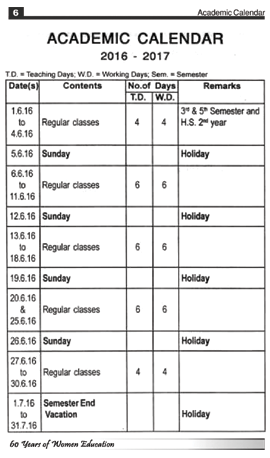 6 Academic Calendar
ACADEMIC CALENDAR
2016 - 2017
T.D. = Teaching Days; W.D. = Working Days; Sem. = Semester
Date(s) Contents No.of Days Remarks
T.D. W.D.
1.6.16 to 4.6.16 Regular classes 4 4 3rd & 5th Semester and H.S. 2nd year
5.6.16 Sunday Holiday
6.6.16 to 11.6.16 Regular classes 6 6
12.6.16 Sunday Holiday
13.6.16 to 18.6.16 Regular classes 6 6
19.6.16 Sunday Holiday
20.6.16 & 25.6.16 Regular classes 6 6
26.6.16 Sunday Holiday
27.6.16 to 30.6.16 Regular classes 4 4
1.7.16 to 31.7.16 Semester End Vacation Holiday
60 Years of Women Education